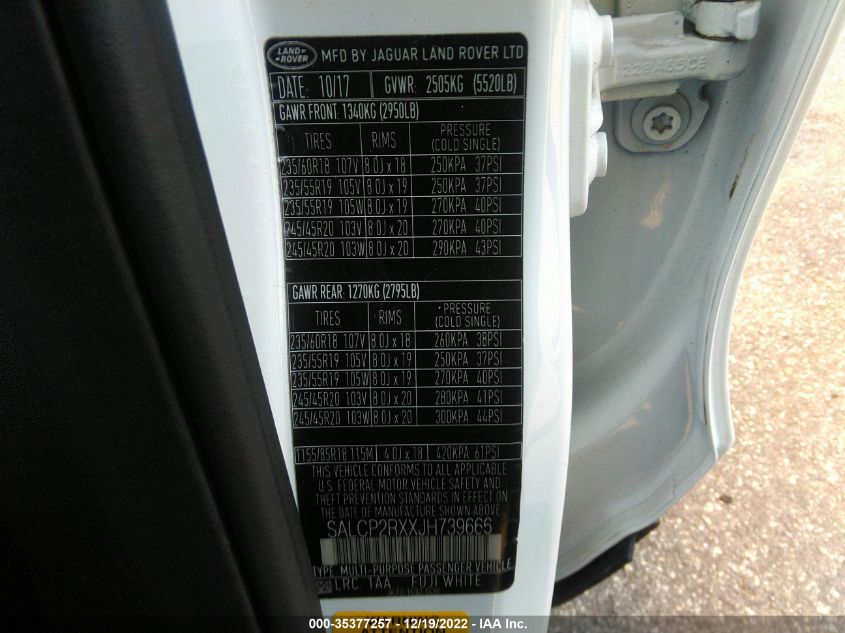 LAND ROVER MFD BY JAGUAR LAND ROVER LTD
DATE: 10/17 GVWR: 2505KG (5520LB)
GAWR FRONT: 1340KG (2950LB)
TIRES RIMS PRESSURE (COLD SINGLE)
235/60R18 107V 8.0J x 18 250KPA 37PSI
235/55R19 105V 8.0J x 19 250KPA 37PSI
235/55R19 105W 8.0J x 19 270KPA 40PSI
245/45R20 103V 8.0J x 20 270KPA 40PSI
245/45R20 103W 8.0J x 20 290KPA 43PSI
GAWR REAR: 1270KG (2795LB)
TIRES RIMS PRESSURE (COLD SINGLE)
235/60R18 107V 8.0J x 18 260KPA 38PSI
235/55R19 105V 8.0J x 19 250KPA 37PSI
235/55R19 105W 8.0J x 19 270KPA 40PSI
245/45R20 103V 8.0J x 20 280KPA 41PSI
245/45R20 103W 8.0J x 20 300KPA 44PSI
T155/85R18 115M 4.0J x 18 420KPA 61PSI
THIS VEHICLE CONFORMS TO ALL APPLICABLE
U.S. FEDERAL MOTOR VEHICLE SAFETY AND
THEFT PREVENTION STANDARDS IN EFFECT ON
THE DATE OF MANUFACTURE SHOWN ABOVE
SALCP2RXXJH739666
TYPE: MULTI-PURPOSE PASSENGER VEHICLE
LRC 1AA FUJI WHITE
ATTENTION
000-35377257 - 12/19/2022 - IAA Inc.